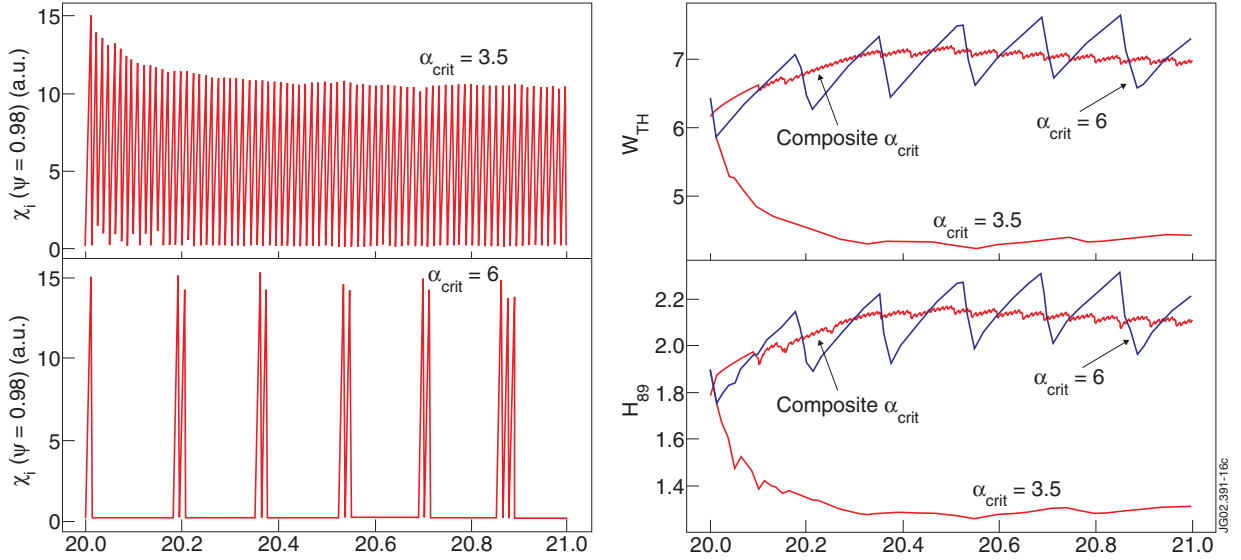 15
10
5
0
χi (ψ = 0.98) (a.u.)
αcrit = 3.5
15
10
5
0
χi (ψ = 0.98) (a.u.)
αcrit = 6
20.0 20.2 20.4 20.6 20.8 21.0
7
6
5
4
WTH
Composite αcrit
αcrit = 6
αcrit = 3.5
2.2
2.0
1.8
1.6
1.4
H89
Composite αcrit
αcrit = 6
αcrit = 3.5
20.0 20.2 20.4 20.6 20.8 21.0
JG02.391-16c